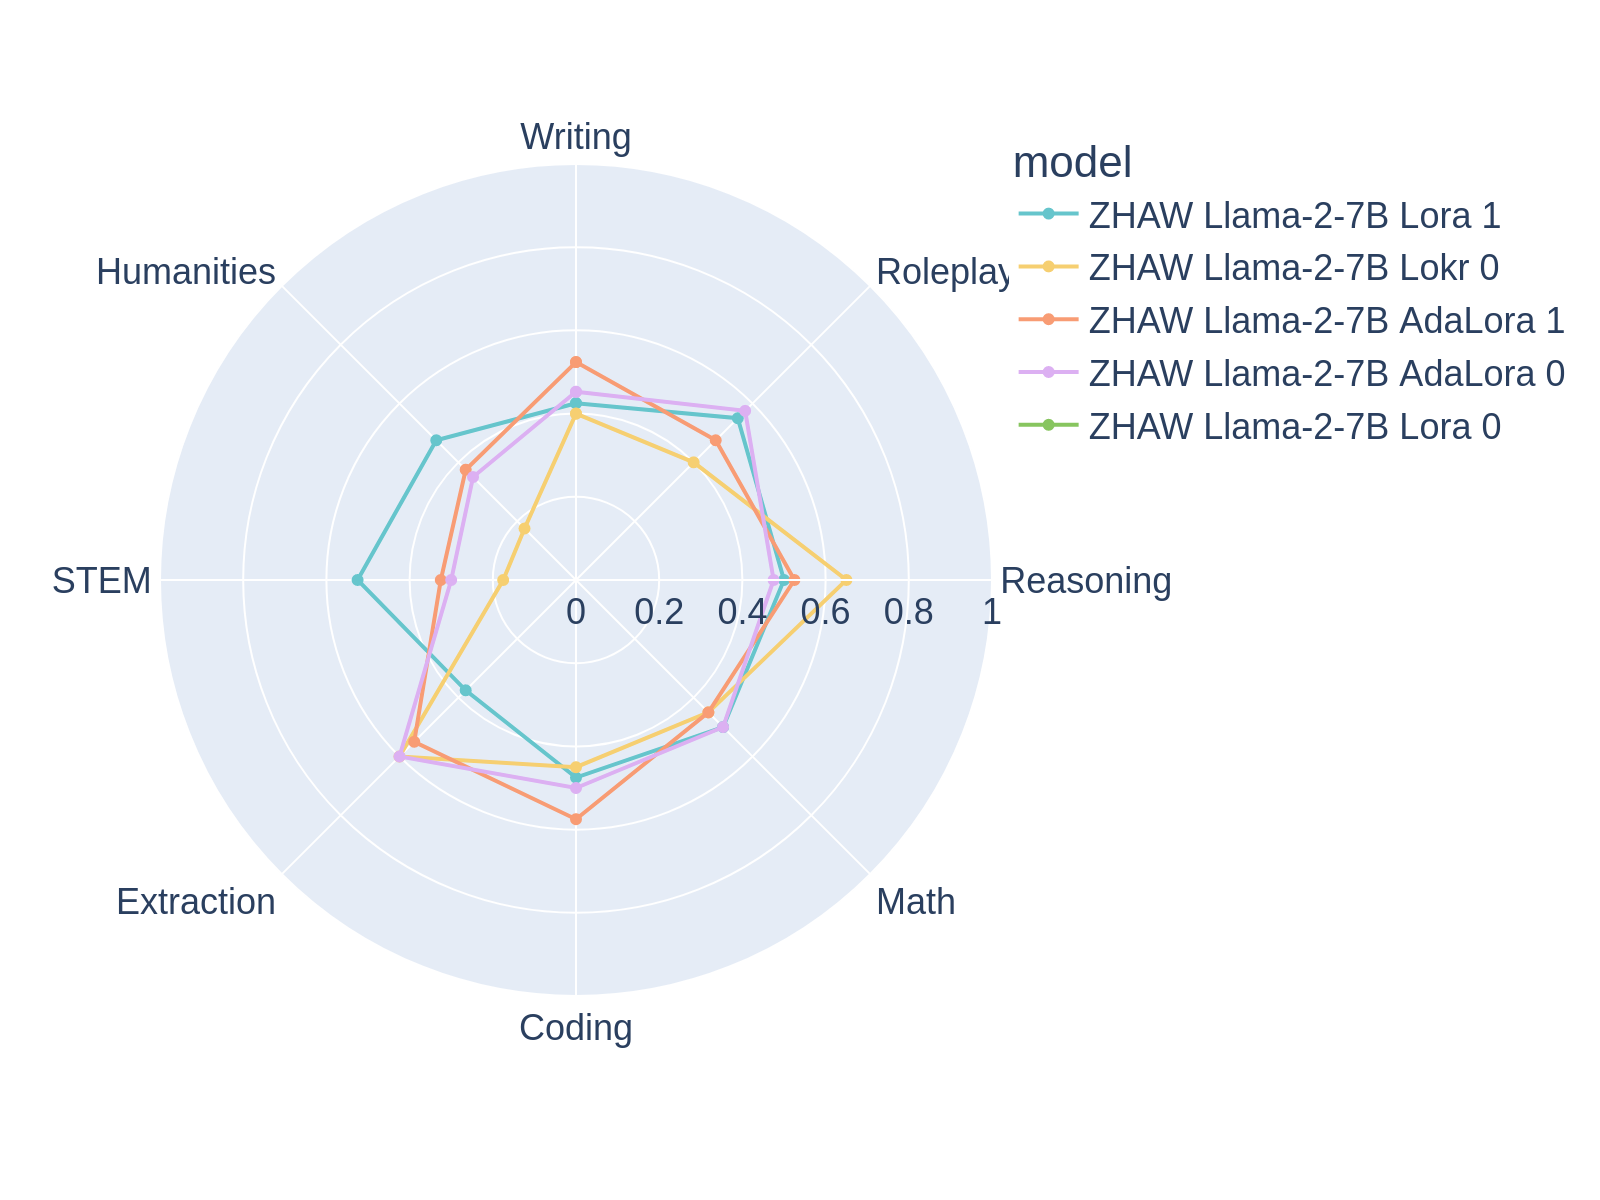 Writing
model
ZHAW Llama-2-7B Lora 1
ZHAW Llama-2-7B Lokr 0
ZHAW Llama-2-7B AdaLora 1
ZHAW Llama-2-7B AdaLora 0
ZHAW Llama-2-7B Lora 0
Humanities
Roleplay
STEM
Reasoning
0 0.2 0.4 0.6 0.8 1
Extraction
Math
Coding